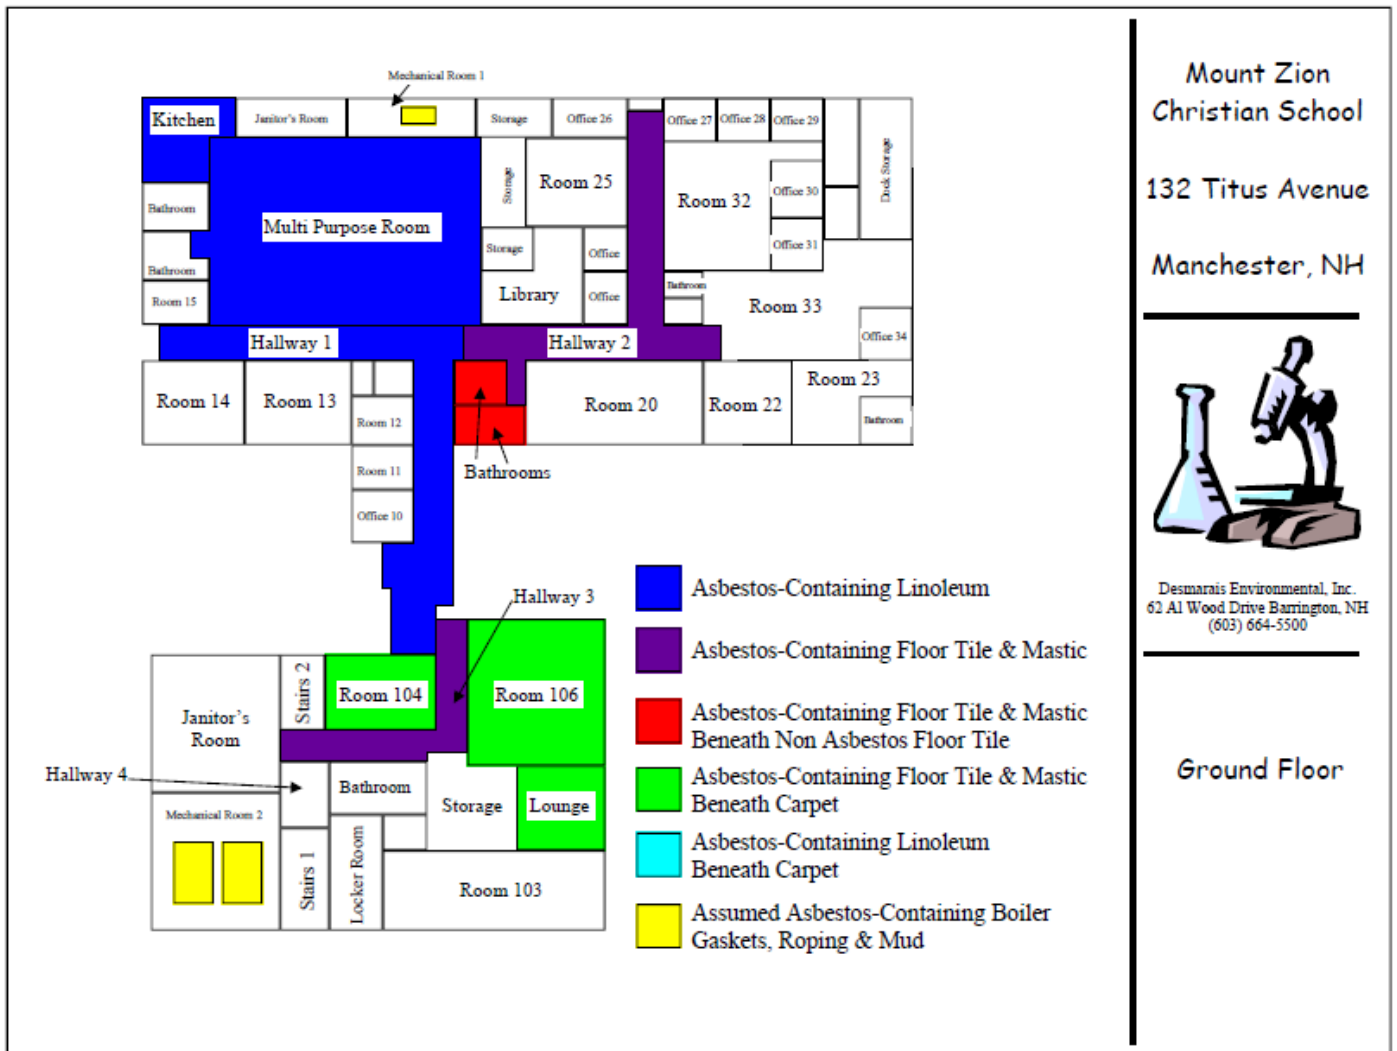 Mechanical Room 1
Kitchen
Janitor's Room
Storage
Office 26
Office 27
Office 28
Office 29
Storage
Room 25
Room 32
Office 30
Dock Storage
Bathroom
Multi Purpose Room
Storage
Office
Office 31
Bathroom
Room 15
Library
Office
Bathroom
Room 33
Hallway 1
Hallway 2
Office 34
Room 14
Room 13
Room 12
Room 20
Room 22
Room 23
Bathroom
Room 11
Bathrooms
Office 10
Hallway 3
Stairs 2
Room 104
Room 106
Janitor's
Room
Hallway 4
Mechanical Room 2
Bathroom
Storage
Lounge
Stairs 1
Locker Room
Room 103
Asbestos-Containing Linoleum
Asbestos-Containing Floor Tile & Mastic
Asbestos-Containing Floor Tile & Mastic
Beneath Non Asbestos Floor Tile
Asbestos-Containing Floor Tile & Mastic
Beneath Carpet
Asbestos-Containing Linoleum
Beneath Carpet
Assumed Asbestos-Containing Boiler
Gaskets, Roping & Mud
Mount Zion
Christian School
132 Titus Avenue
Manchester, NH
Desmarais Environmental, Inc.
62 Al Wood Drive Barrington, NH
(603) 664-5500
Ground Floor